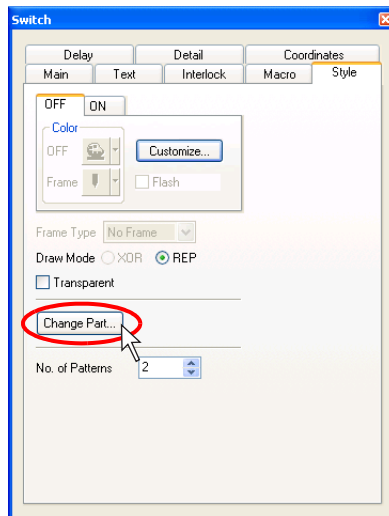 Switch
Delay Detail Coordinates
Main Text Interlock Macro Style
OFF ON
Color
OFF Customize...
Frame Flash
Frame Type No Frame
Draw Mode XOR REP
Transparent
Change Part...
No. of Patterns 2